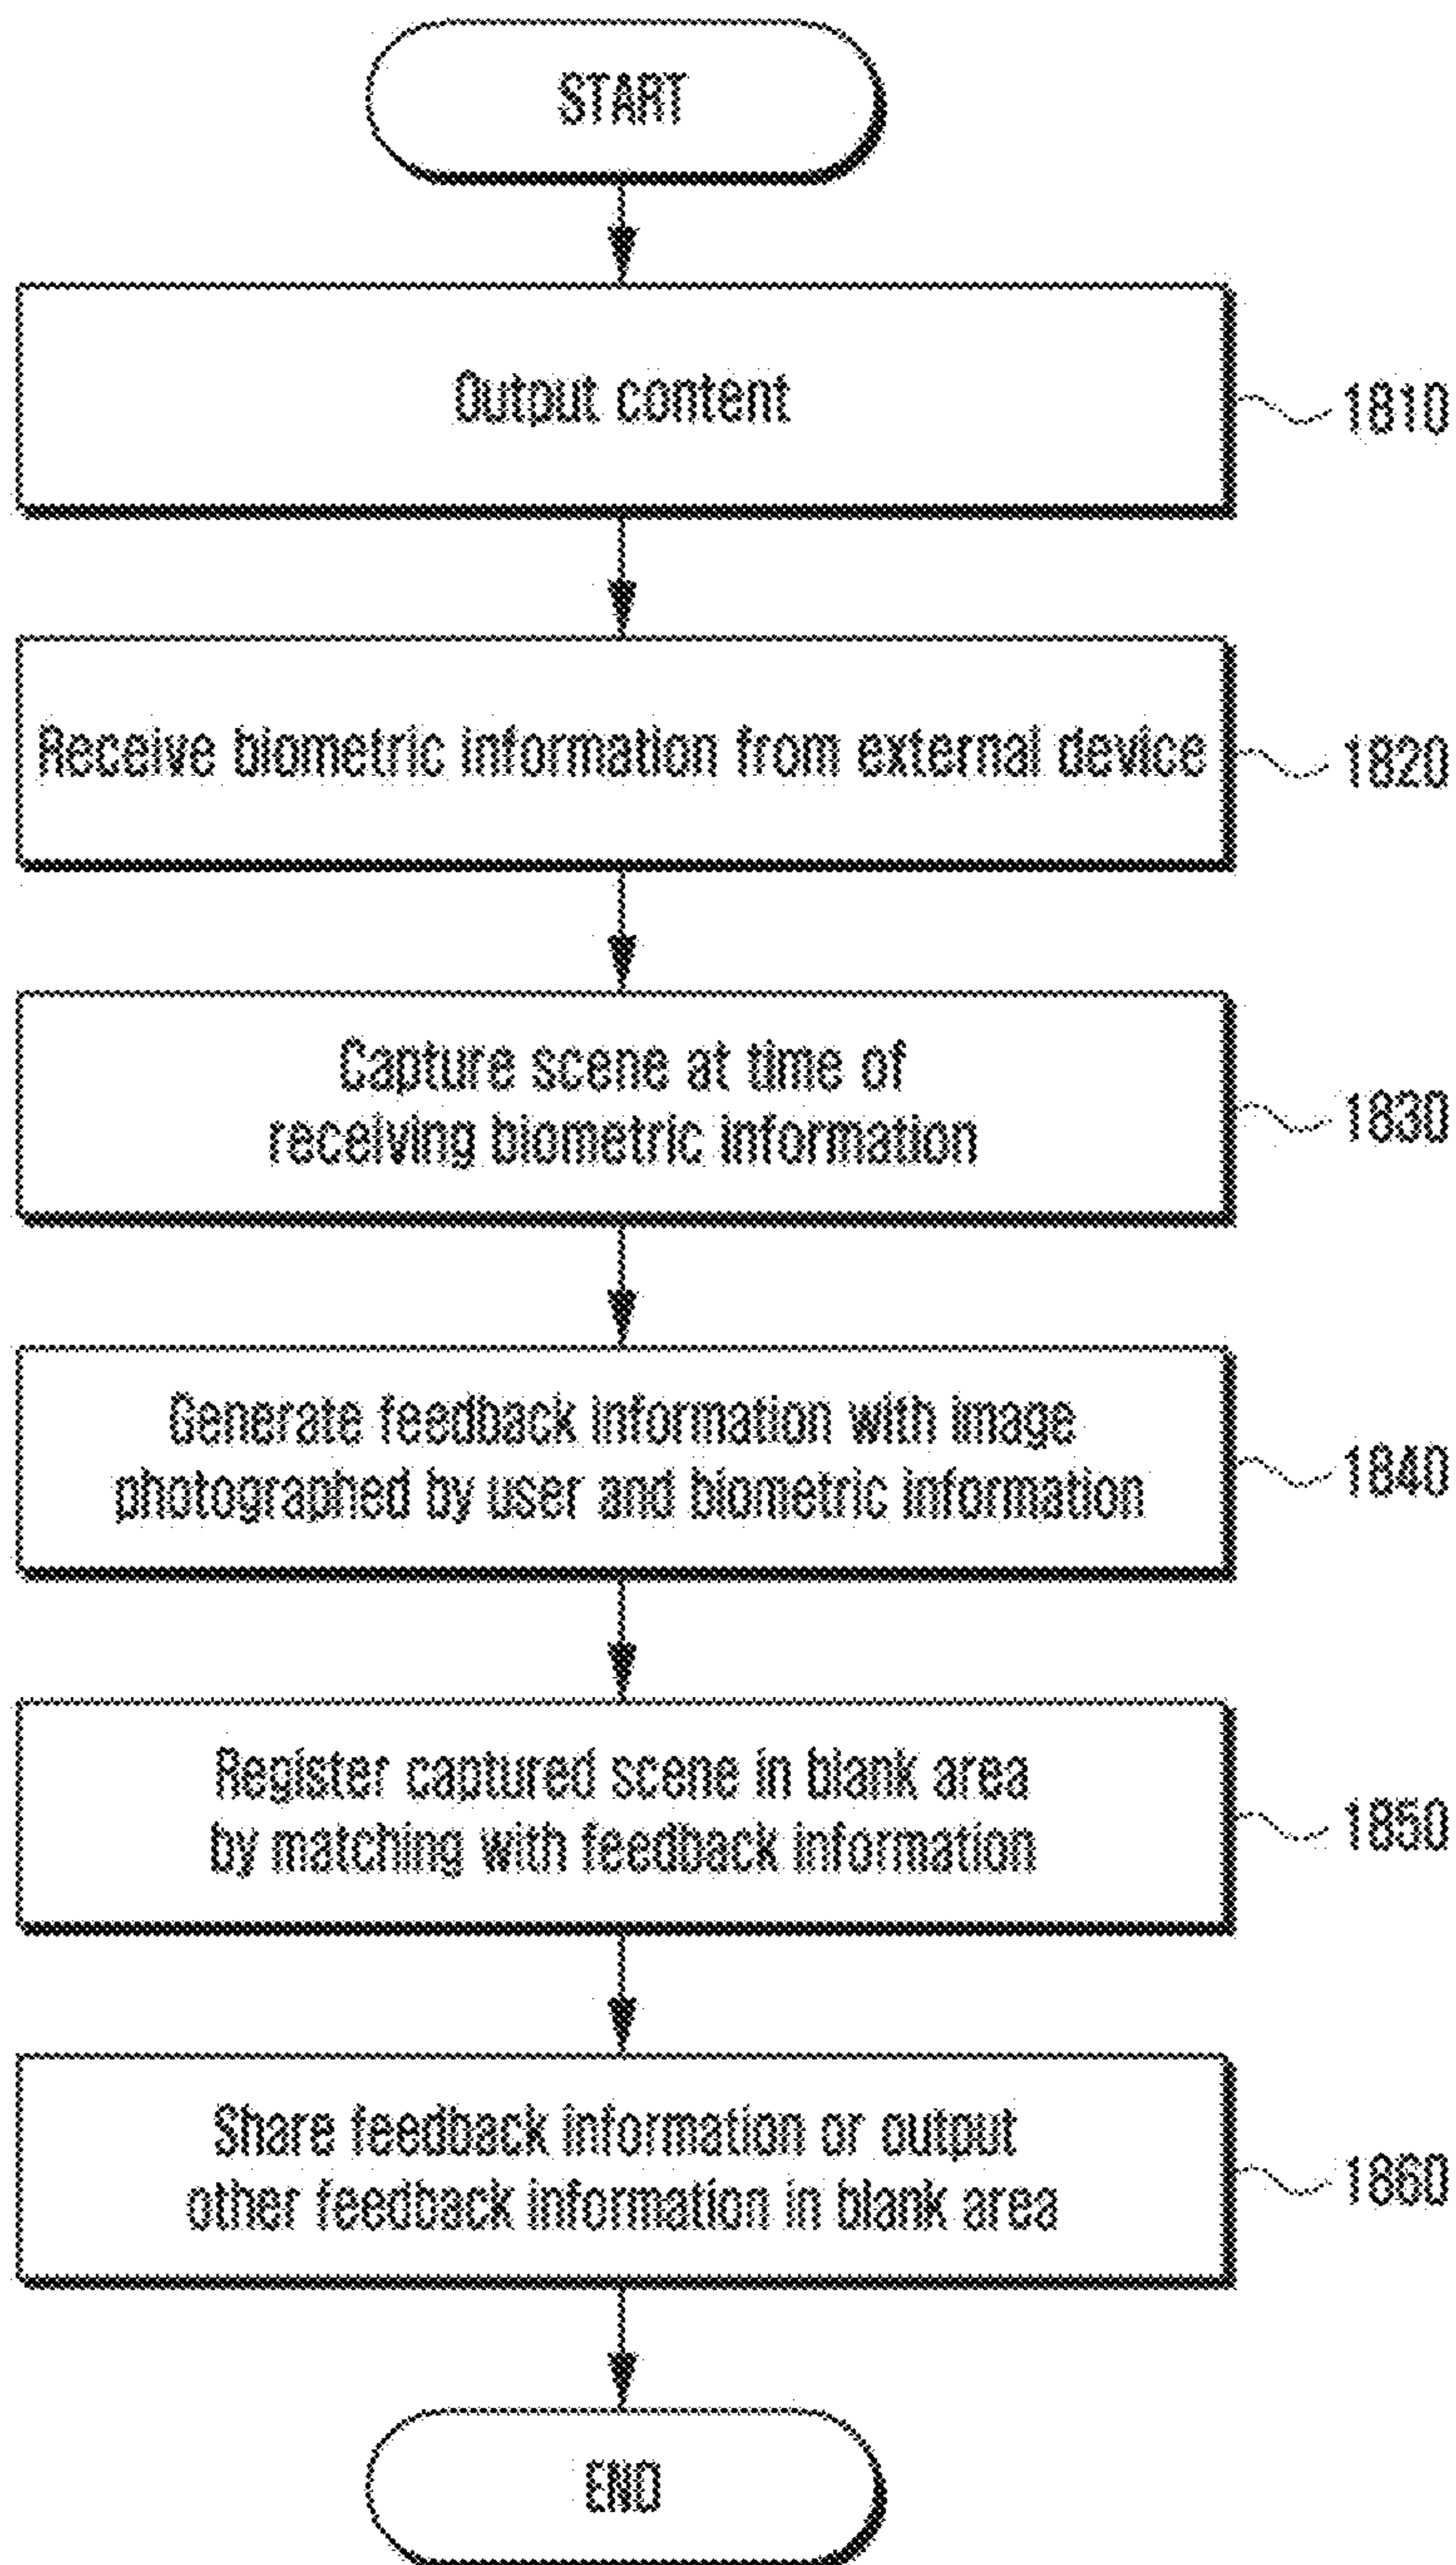 START
Output content
1810
Receive biometric information from external device
1820
Capture scene at time of
receiving biometric information
1830
Generate feedback information with image
photographed by user and biometric information
1840
Register captured scene in blank area
by matching with feedback information
1850
Share feedback information or output
other feedback information in blank area
1860
END